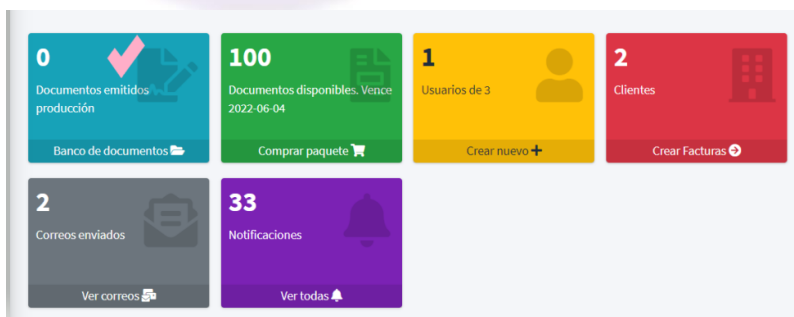 0
Documentos emitidos
producción
Banco de documentos
100
Documentos disponibles. Vence
2022-06-04
Comprar paquete
1
Usuarios de 3
Crear nuevo
2
Clientes
Crear Facturas
2
Correos enviados
Ver correos
33
Notificaciones
Ver todas